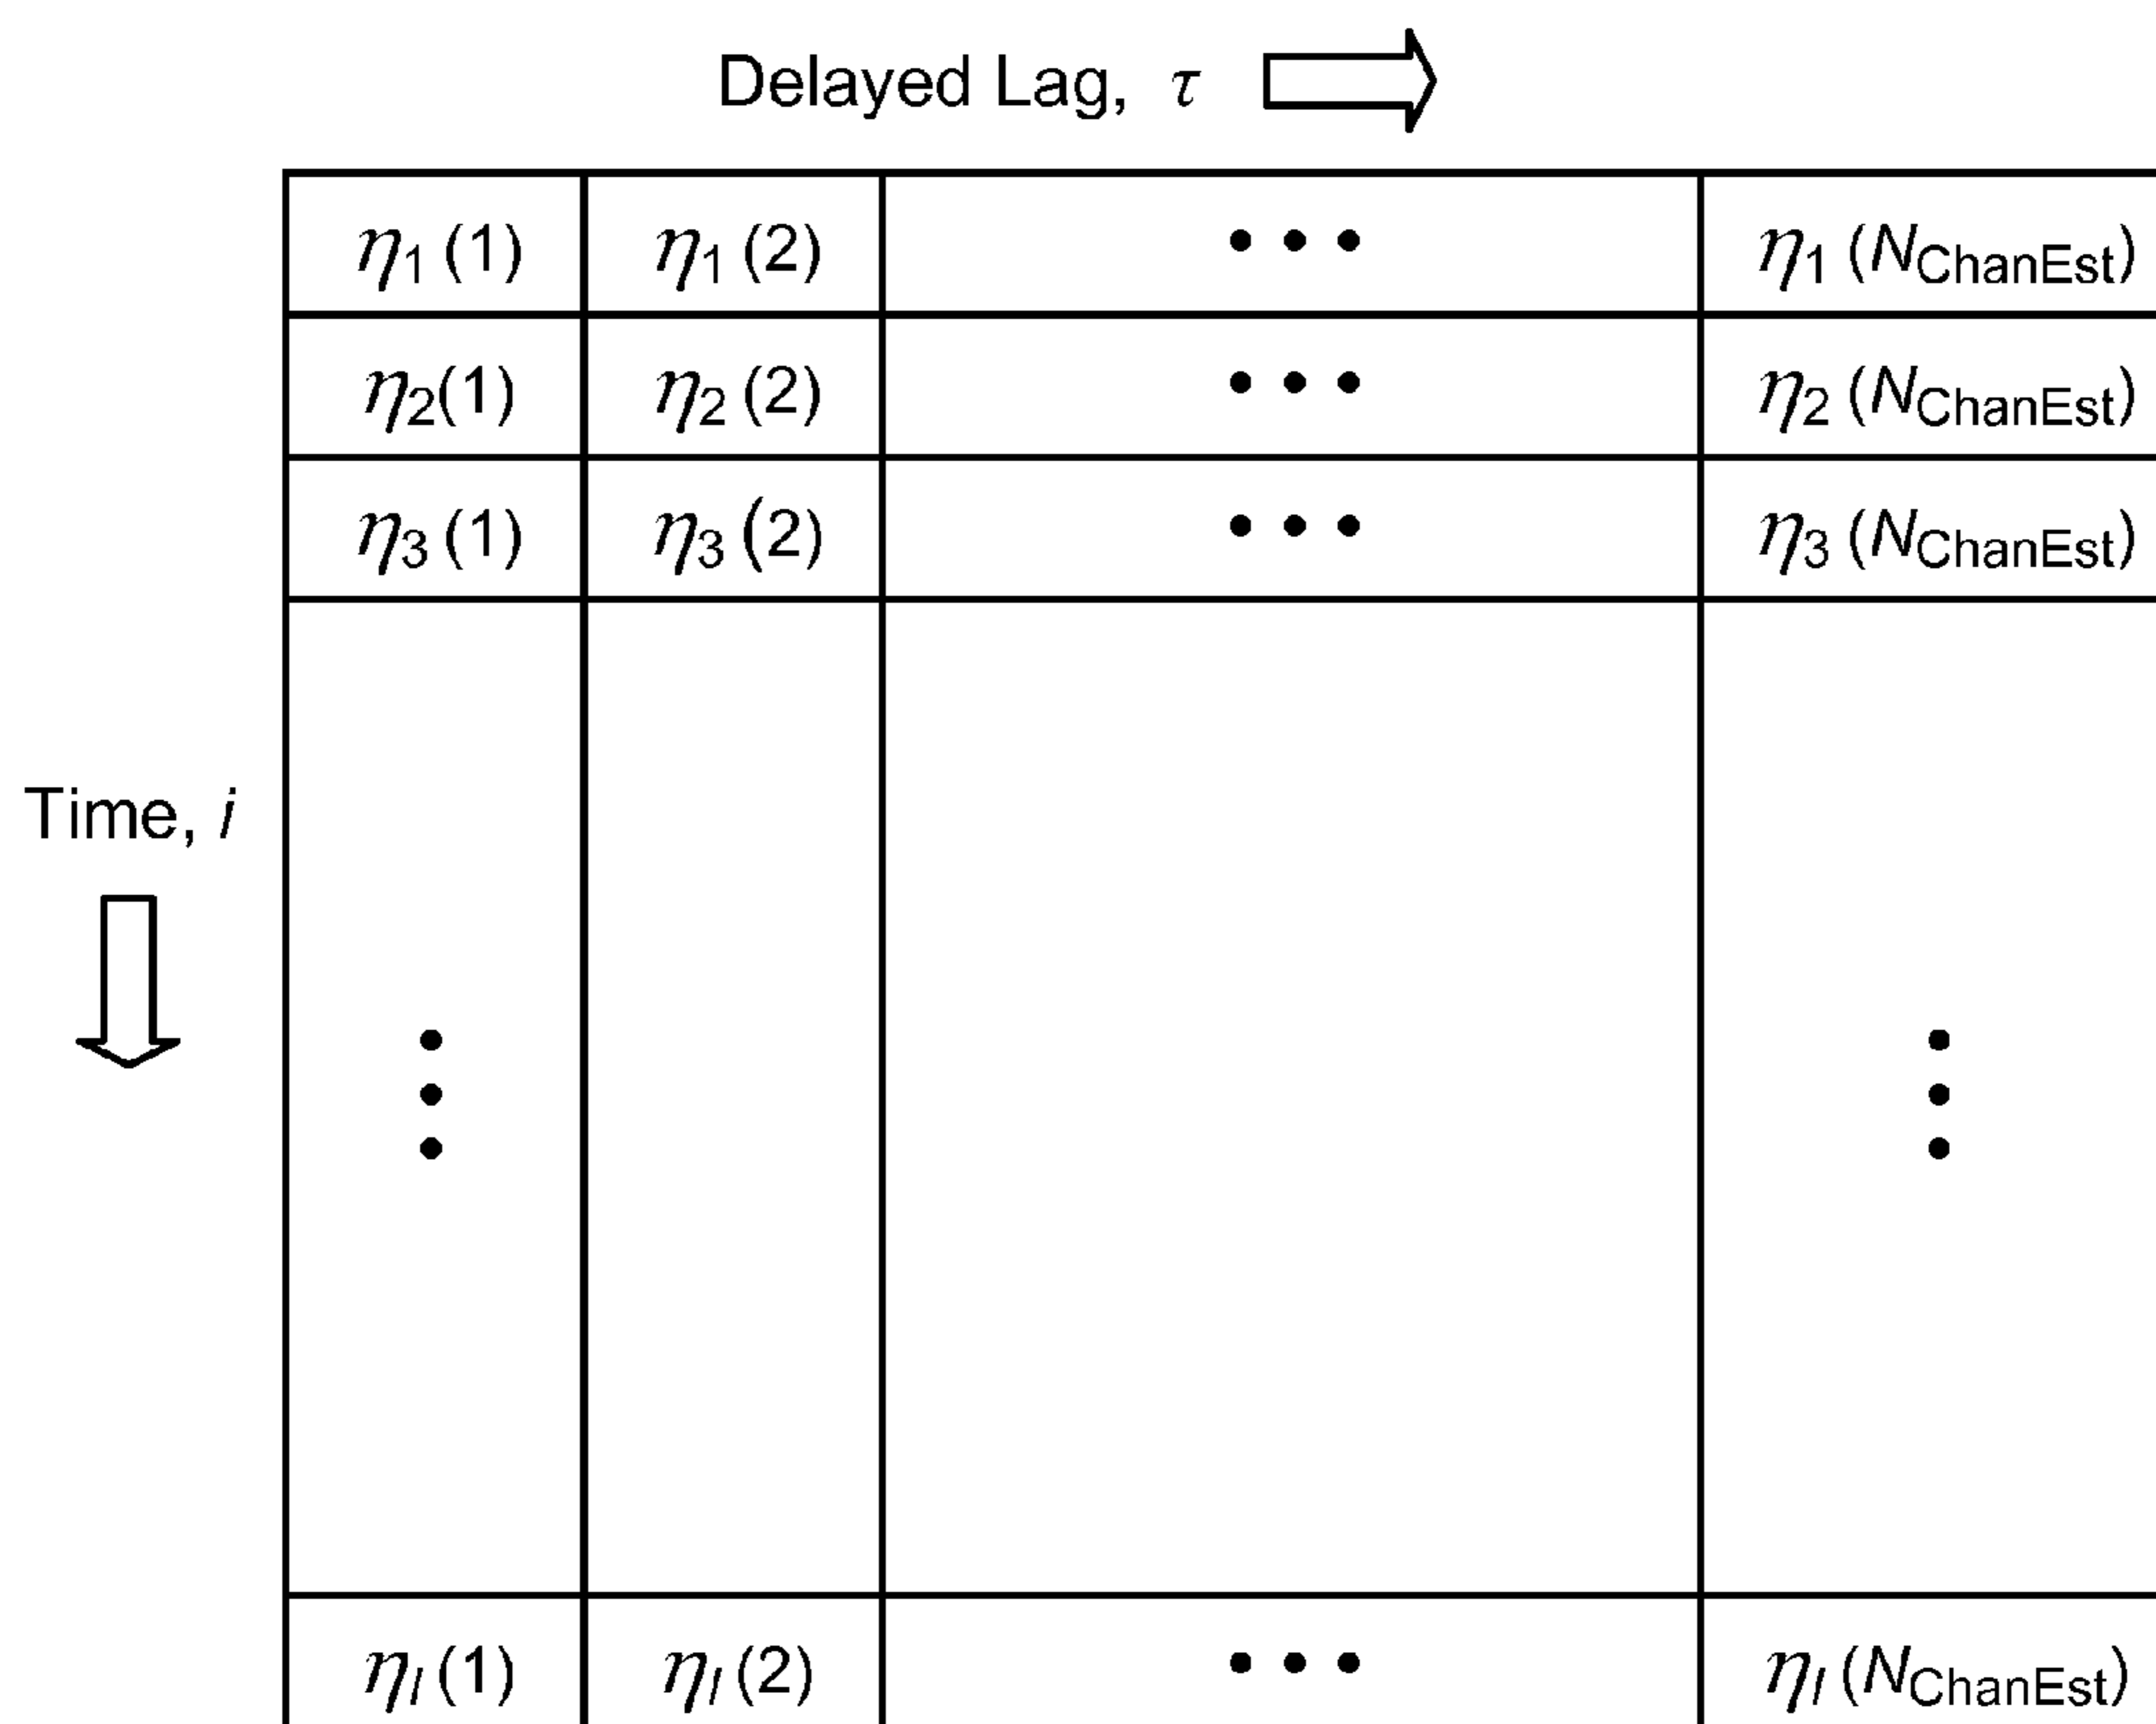 Delayed Lag, τ
η1 (1) η1 (2) • • • η1 (NChanEst)
η2(1) η2 (2) • • • η2 (NChanEst)
η3 (1) η3 (2) • • • η3 (NChanEst)
Time, i
ηI (1) ηI (2) • • • ηI (NChanEst)